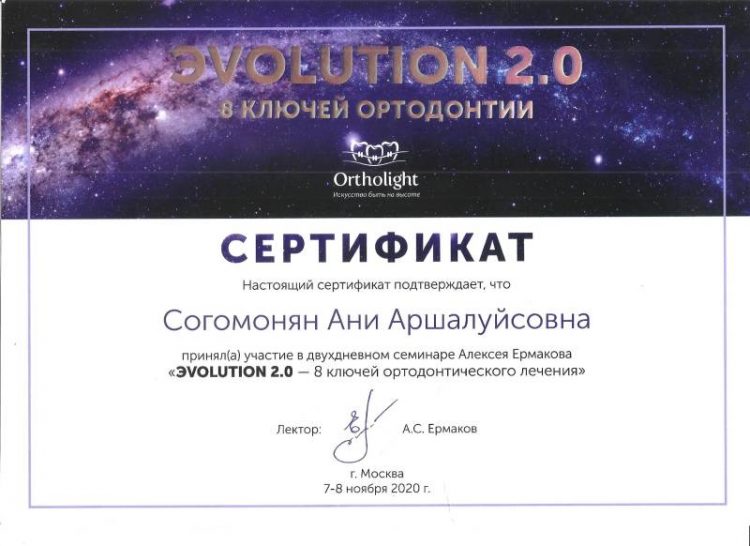 ЭVOLUTION 2.0
8 КЛЮЧЕЙ ОРТОДОНТИИ
Ortholight
Искусство быть на высоте
СЕРТИФИКАТ
Настоящий сертификат подтверждает, что
Согомонян Ани Аршалуйсовна
принял(а) участие в двухдневном семинаре Алексея Ермакова
«ЭVOLUTION 2.0 — 8 ключей ортодонтического лечения»
Лектор: А.С. Ермаков
г. Москва
7-8 ноября 2020 г.